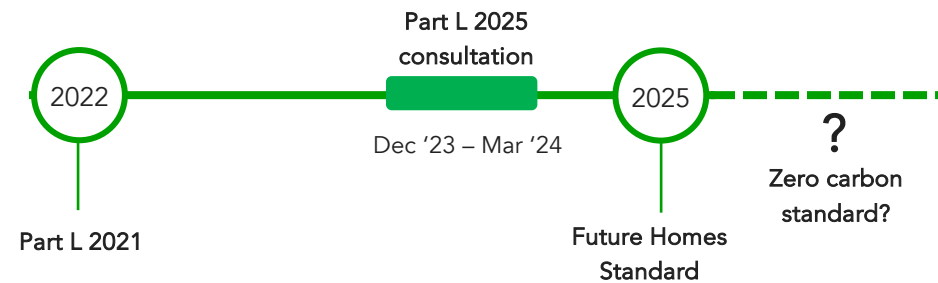 Part L 2025
consultation
2022
2025
Dec ‘23 – Mar ‘24
?
Zero carbon
standard?
Part L 2021
Future Homes
Standard